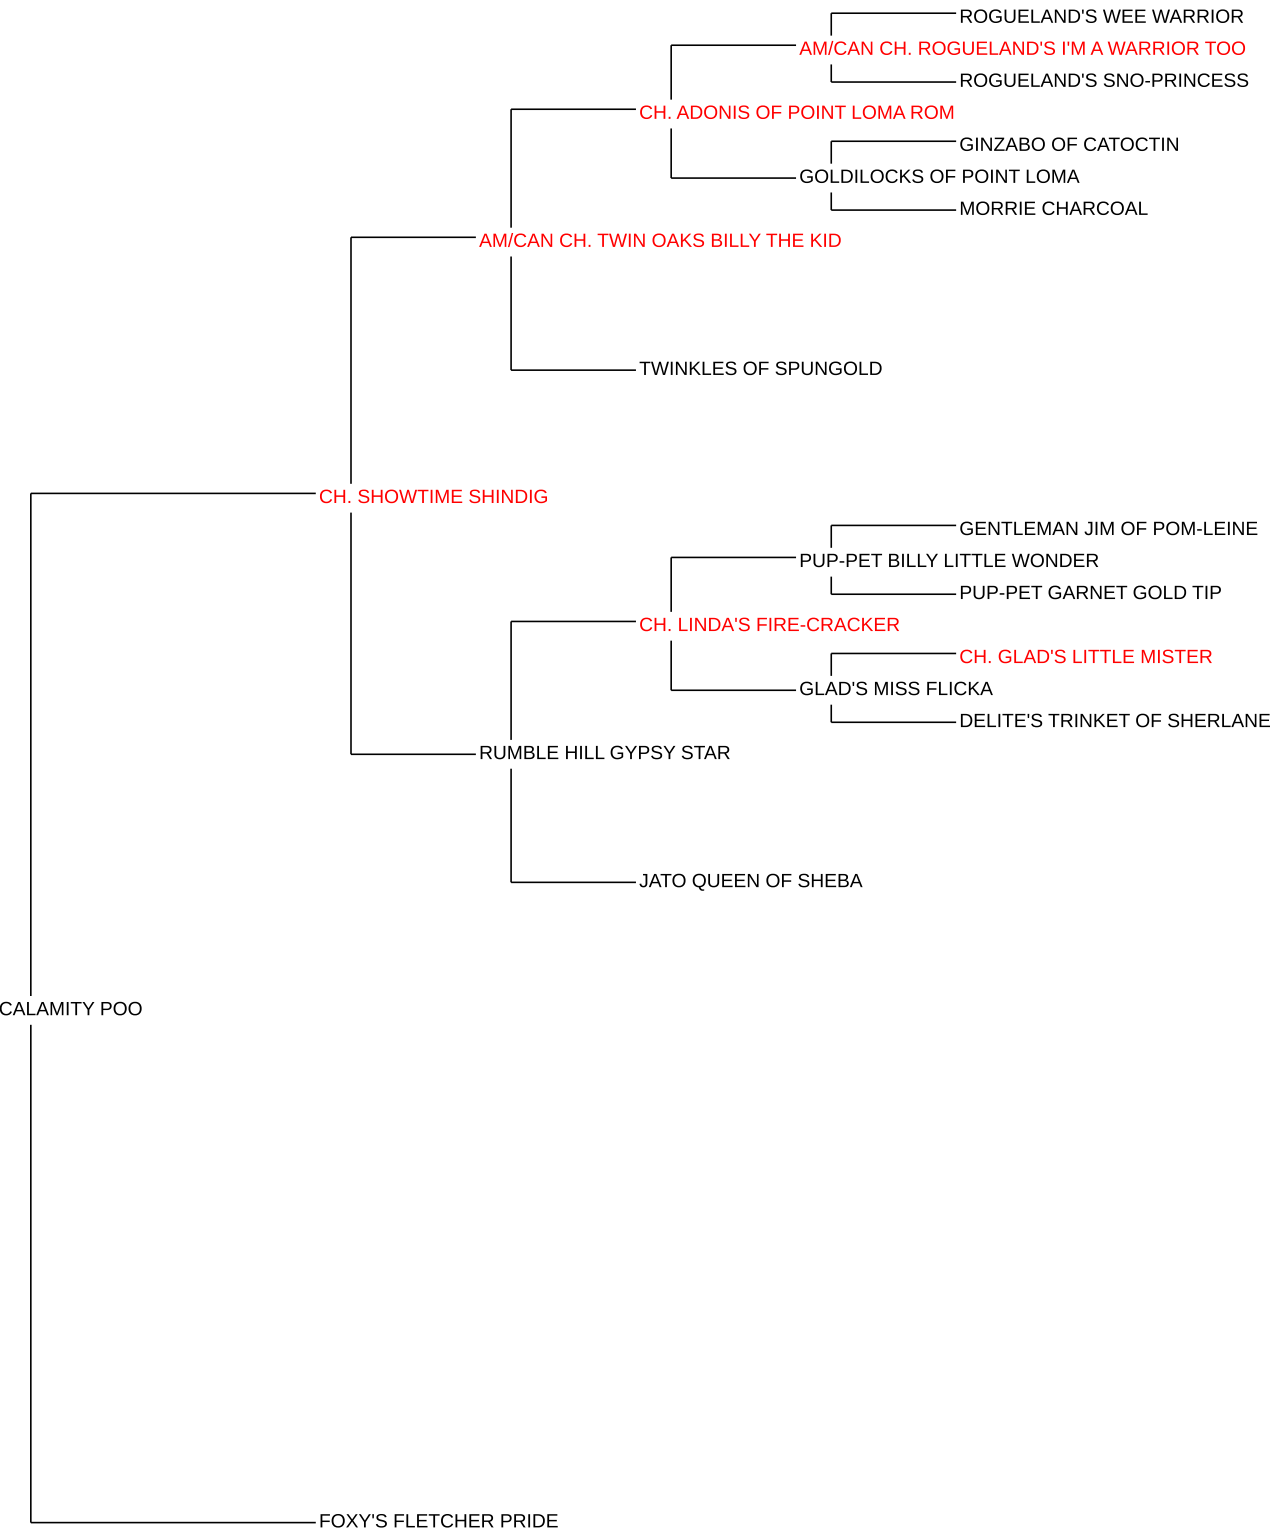 ROGUELAND'S WEE WARRIOR
AM/CAN CH. ROGUELAND'S I'M A WARRIOR TOO
ROGUELAND'S SNO-PRINCESS
CH. ADONIS OF POINT LOMA ROM
GINZABO OF CATOCTIN
GOLDILOCKS OF POINT LOMA
MORRIE CHARCOAL
AM/CAN CH. TWIN OAKS BILLY THE KID
TWINKLES OF SPUNGOLD
CH. SHOWTIME SHINDIG
GENTLEMAN JIM OF POM-LEINE
PUP-PET BILLY LITTLE WONDER
PUP-PET GARNET GOLD TIP
CH. LINDA'S FIRE-CRACKER
CH. GLAD'S LITTLE MISTER
GLAD'S MISS FLICKA
DELITE'S TRINKET OF SHERLANE
RUMBLE HILL GYPSY STAR
JATO QUEEN OF SHEBA
CALAMITY POO
FOXY'S FLETCHER PRIDE